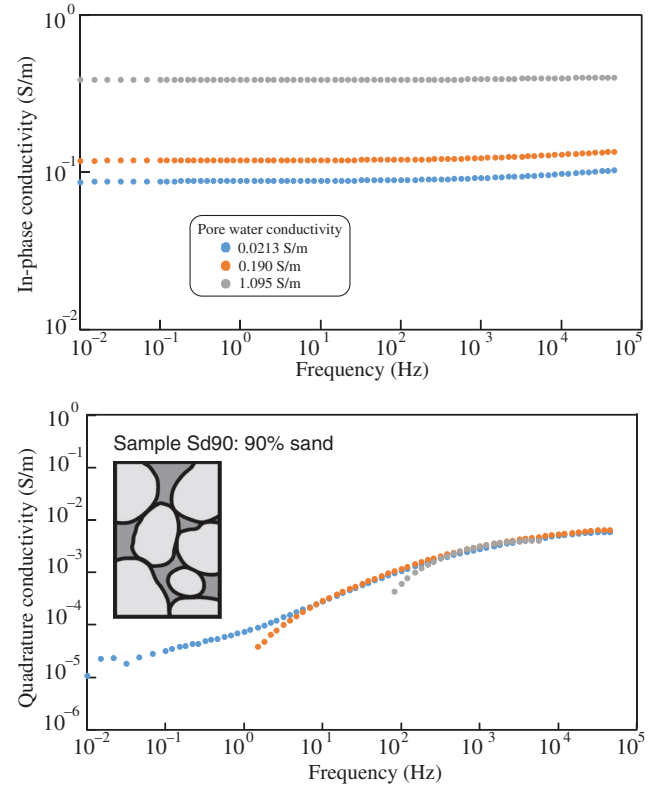 In-phase conductivity (S/m)
10^0
10^-1
10^-2
Pore water conductivity
0.0213 S/m
0.190 S/m
1.095 S/m
10^-2 10^-1 10^0 10^1 10^2 10^3 10^4 10^5
Frequency (Hz)
Quadrature conductivity (S/m)
10^0
10^-1
10^-2
10^-3
10^-4
10^-5
10^-6
Sample Sd90: 90% sand
10^-2 10^-1 10^0 10^1 10^2 10^3 10^4 10^5
Frequency (Hz)